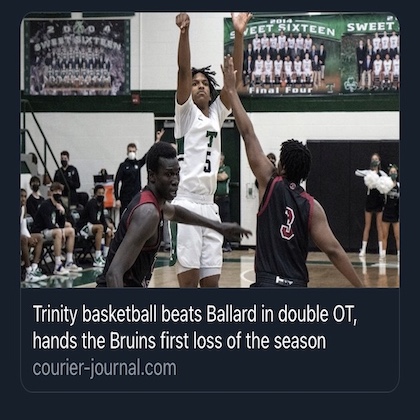 2004
SWEET SIXTEEN
2014
SWEET SIXTEEN
Final Four
SWEET
T
5
3
Trinity basketball beats Ballard in double OT,
hands the Bruins first loss of the season
courier-journal.com